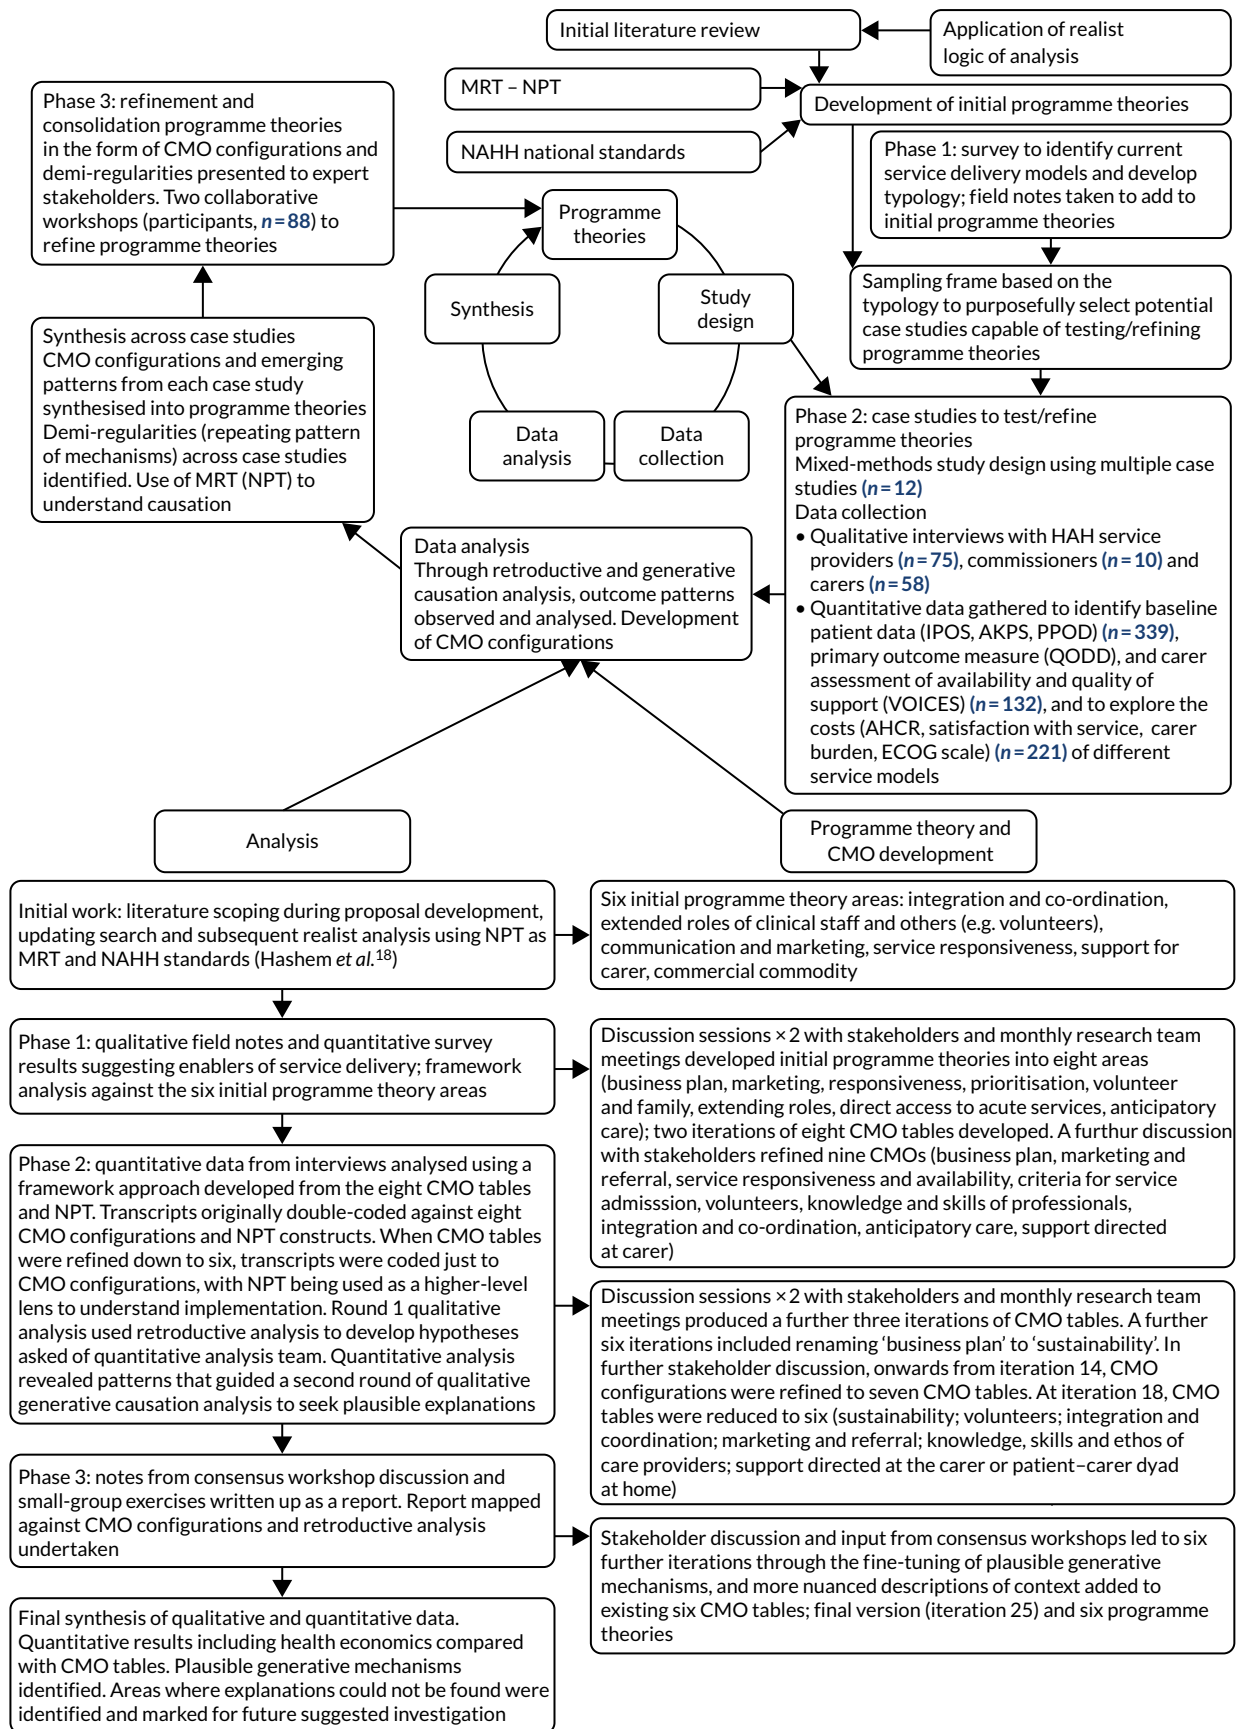 Initial literature review
Application of realist
logic of analysis
MRT – NPT
Development of initial programme theories
NAHH national standards
Phase 1: survey to identify current
service delivery models and develop
typology; field notes taken to add to
initial programme theories
Phase 3: refinement and
consolidation programme theories
in the form of CMO configurations and
demi-regularities presented to expert
stakeholders. Two collaborative
workshops (participants, n=88) to
refine programme theories
Programme
theories
Synthesis
Study
design
Data
analysis
Data
collection
Sampling frame based on the
typology to purposefully select potential
case studies capable of testing/refining
programme theories
Synthesis across case studies
CMO configurations and emerging
patterns from each case study
synthesised into programme theories
Demi-regularities (repeating pattern
of mechanisms) across case studies
identified. Use of MRT (NPT) to
understand causation
Phase 2: case studies to test/refine
programme theories
Mixed-methods study design using multiple case
studies (n=12)
Data collection
• Qualitative interviews with HAH service
providers (n=75), commissioners (n=10) and
carers (n=58)
• Quantitative data gathered to identify baseline
patient data (IPOS, AKPS, PPOD) (n=339),
primary outcome measure (QODD), and carer
assessment of availability and quality of
support (VOICES) (n=132), and to explore the
costs (AHCR, satisfaction with service, carer
burden, ECOG scale) (n=221) of different
service models
Data analysis
Through retroductive and generative
causation analysis, outcome patterns
observed and analysed. Development
of CMO configurations
Analysis
Programme theory and
CMO development
Initial work: literature scoping during proposal development,
updating search and subsequent realist analysis using NPT as
MRT and NAHH standards (Hashem et al.18)
Six initial programme theory areas: integration and co-ordination,
extended roles of clinical staff and others (e.g. volunteers),
communication and marketing, service responsiveness, support for
carer, commercial commodity
Phase 1: qualitative field notes and quantitative survey
results suggesting enablers of service delivery; framework
analysis against the six initial programme theory areas
Discussion sessions ×2 with stakeholders and monthly research team
meetings developed initial programme theories into eight areas
(business plan, marketing, responsiveness, prioritisation, volunteer
and family, extending roles, direct access to acute services, anticipatory
care); two iterations of eight CMO tables developed. A furthur discussion
with stakeholders refined nine CMOs (business plan, marketing and
referral, service responsiveness and availability, criteria for service
admisssion, volunteers, knowledge and skills of professionals,
integration and co-ordination, anticipatory care, support directed
at carer)
Phase 2: quantitative data from interviews analysed using a
framework approach developed from the eight CMO tables
and NPT. Transcripts originally double-coded against eight
CMO configurations and NPT constructs. When CMO tables
were refined down to six, transcripts were coded just to
CMO configurations, with NPT being used as a higher-level
lens to understand implementation. Round 1 qualitative
analysis used retroductive analysis to develop hypotheses
asked of quantitative analysis team. Quantitative analysis
revealed patterns that guided a second round of qualitative
generative causation analysis to seek plausible explanations
Discussion sessions ×2 with stakeholders and monthly research team
meetings produced a further three iterations of CMO tables. A further
six iterations included renaming ‘business plan’ to ‘sustainability’. In
further stakeholder discussion, onwards from iteration 14, CMO
configurations were refined to seven CMO tables. At iteration 18, CMO
tables were reduced to six (sustainability; volunteers; integration and
coordination; marketing and referral; knowledge, skills and ethos of
care providers; support directed at the carer or patient–carer dyad
at home)
Phase 3: notes from consensus workshop discussion and
small-group exercises written up as a report. Report mapped
against CMO configurations and retroductive analysis
undertaken
Stakeholder discussion and input from consensus workshops led to six
further iterations through the fine-tuning of plausible generative
mechanisms, and more nuanced descriptions of context added to
existing six CMO tables; final version (iteration 25) and six programme
theories
Final synthesis of qualitative and quantitative data.
Quantitative results including health economics compared
with CMO tables. Plausible generative mechanisms
identified. Areas where explanations could not be found were
identified and marked for future suggested investigation